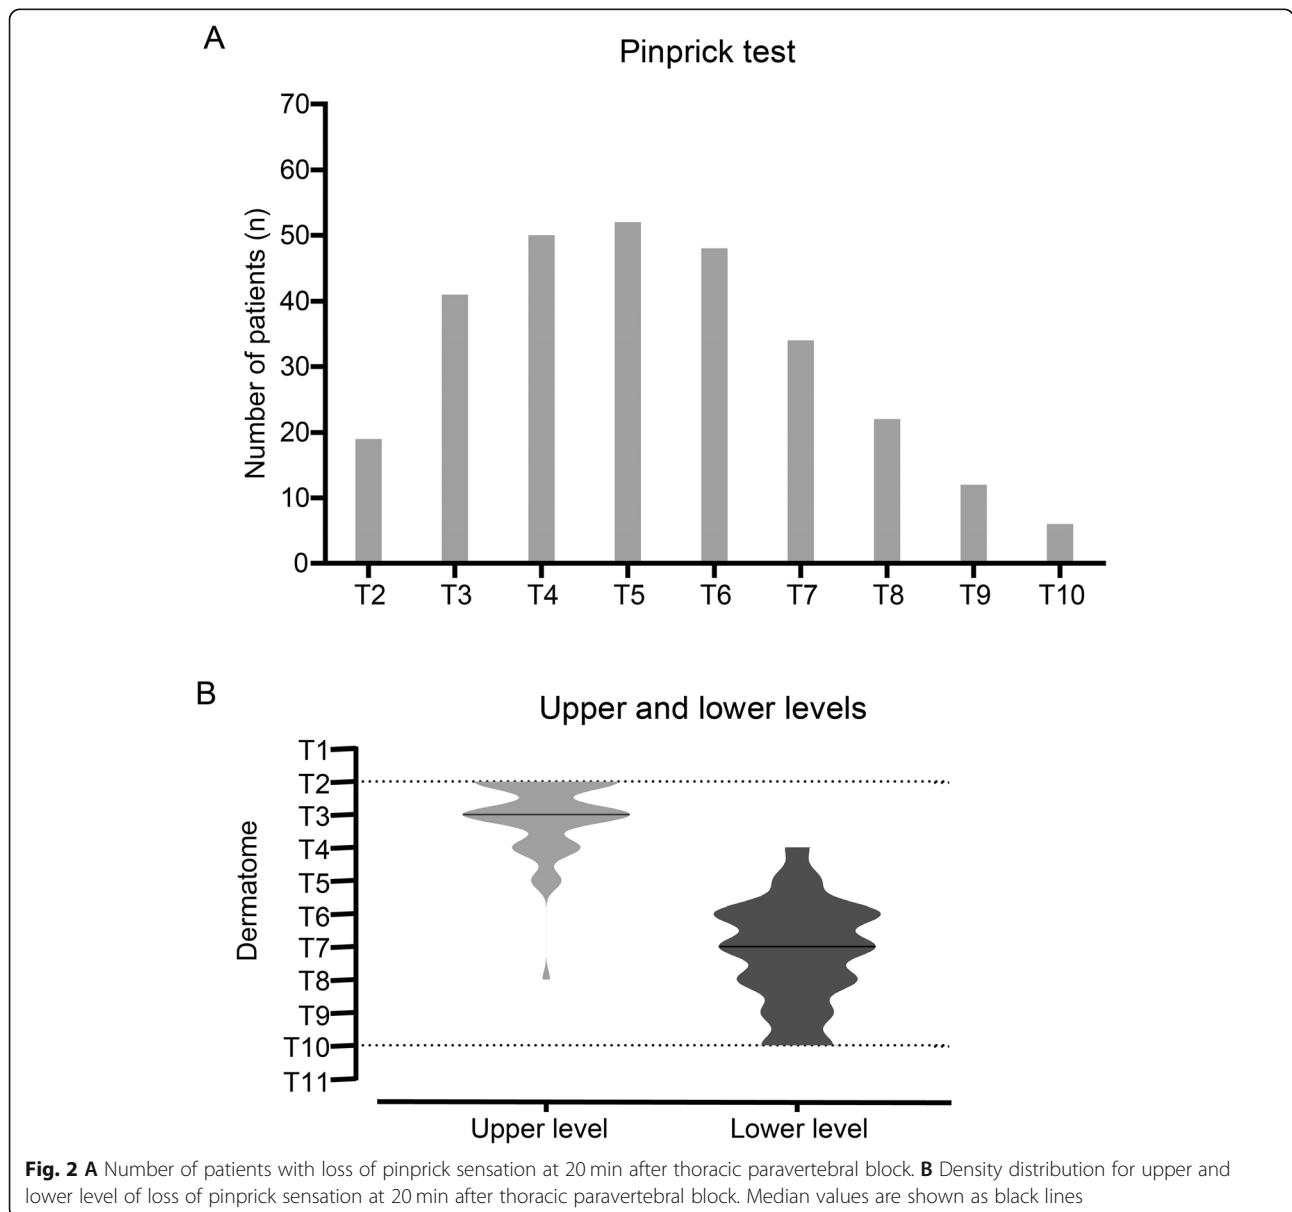 A
Pinprick test
Number of patients (n)
70
60
50
40
30
20
10
0
T2 T3 T4 T5 T6 T7 T8 T9 T10
B
Upper and lower levels
Dermatome
T1
T2
T3
T4
T5
T6
T7
T8
T9
T10
T11
Upper level Lower level
Fig. 2 A Number of patients with loss of pinprick sensation at 20 min after thoracic paravertebral block. B Density distribution for upper and
lower level of loss of pinprick sensation at 20 min after thoracic paravertebral block. Median values are shown as black lines